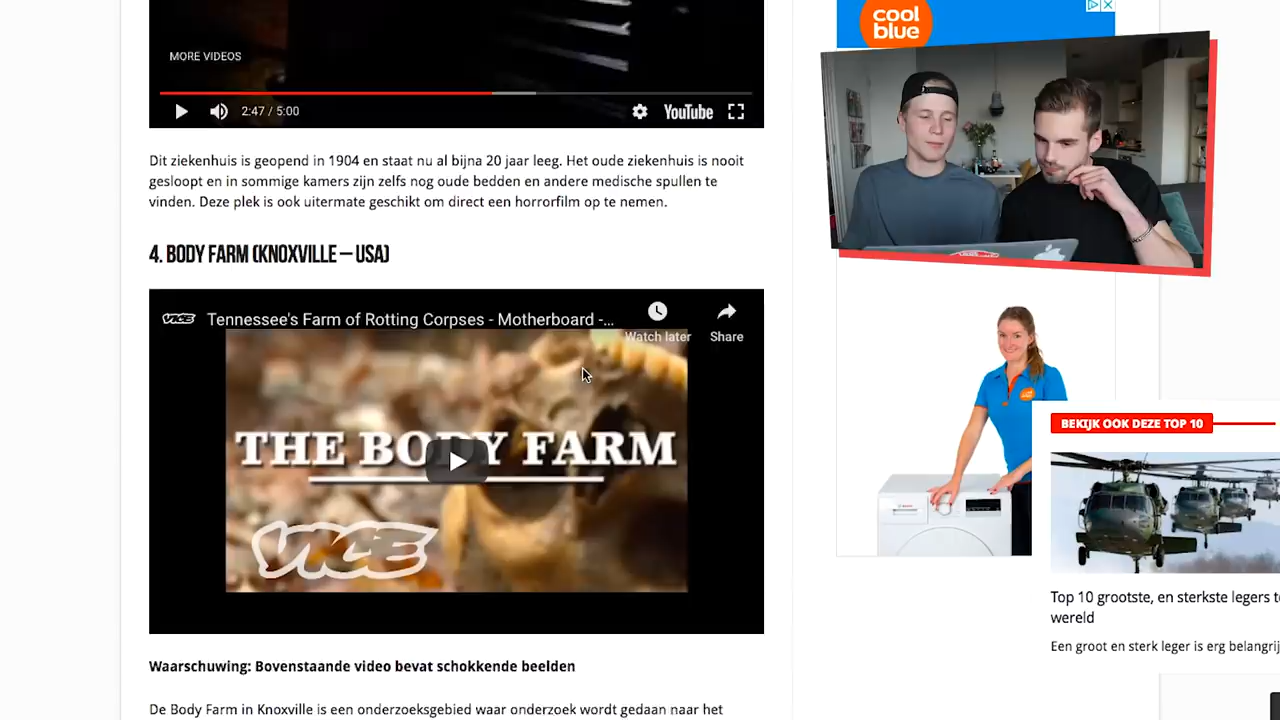 MORE VIDEOS
2:47 / 5:00
YouTube
Dit ziekenhuis is geopend in 1904 en staat nu al bijna 20 jaar leeg. Het oude ziekenhuis is nooit
gesloopt en in sommige kamers zijn zelfs nog oude bedden en andere medische spullen te
vinden. Deze plek is ook uitermate geschikt om direct een horrorfilm op te nemen.
4. BODY FARM (KNOXVILLE – USA)
VICE
Tennessee's Farm of Rotting Corpses - Motherboard -...
Watch later
Share
THE BODY FARM
VICE
Waarschuwing: Bovenstaande video bevat schokkende beelden
De Body Farm in Knoxville is een onderzoeksgebied waar onderzoek wordt gedaan naar het
cool
blue
BEKIJK OOK DEZE TOP 10
Top 10 grootste, en sterkste legers t
wereld
Een groot en sterk leger is erg belangrij